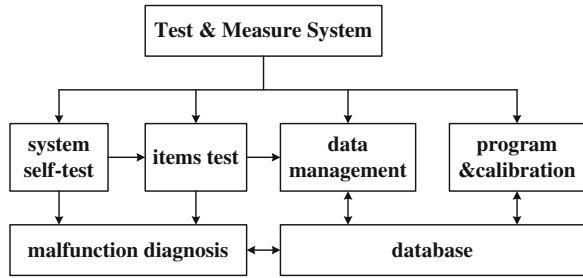 Test & Measure System
system
self-test
items test
data
management
program
&calibration
malfunction diagnosis
database